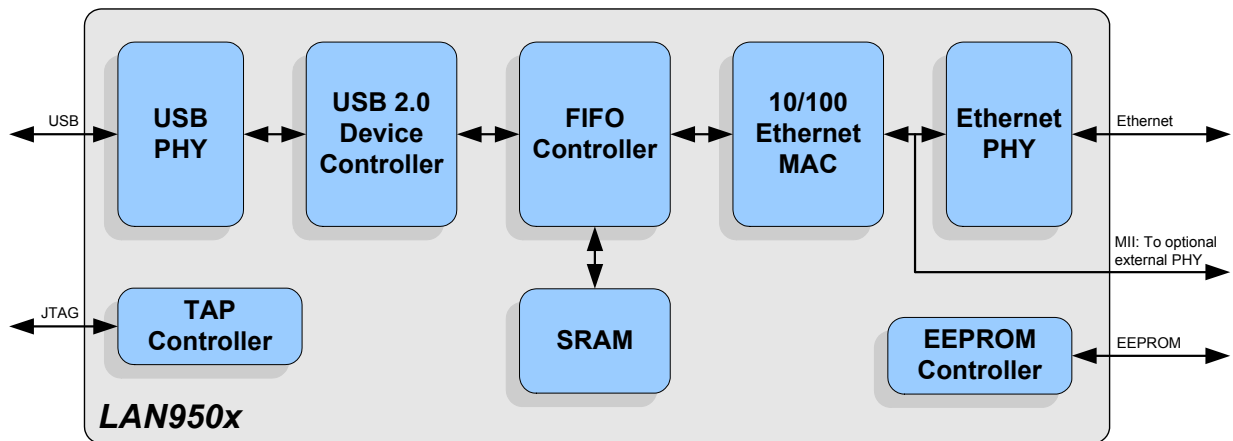 USB
USB
PHY
USB 2.0
Device
Controller
FIFO
Controller
10/100
Ethernet
MAC
Ethernet
PHY
Ethernet
MII: To optional
external PHY
JTAG
TAP
Controller
SRAM
EEPROM
Controller
EEPROM
LAN950x